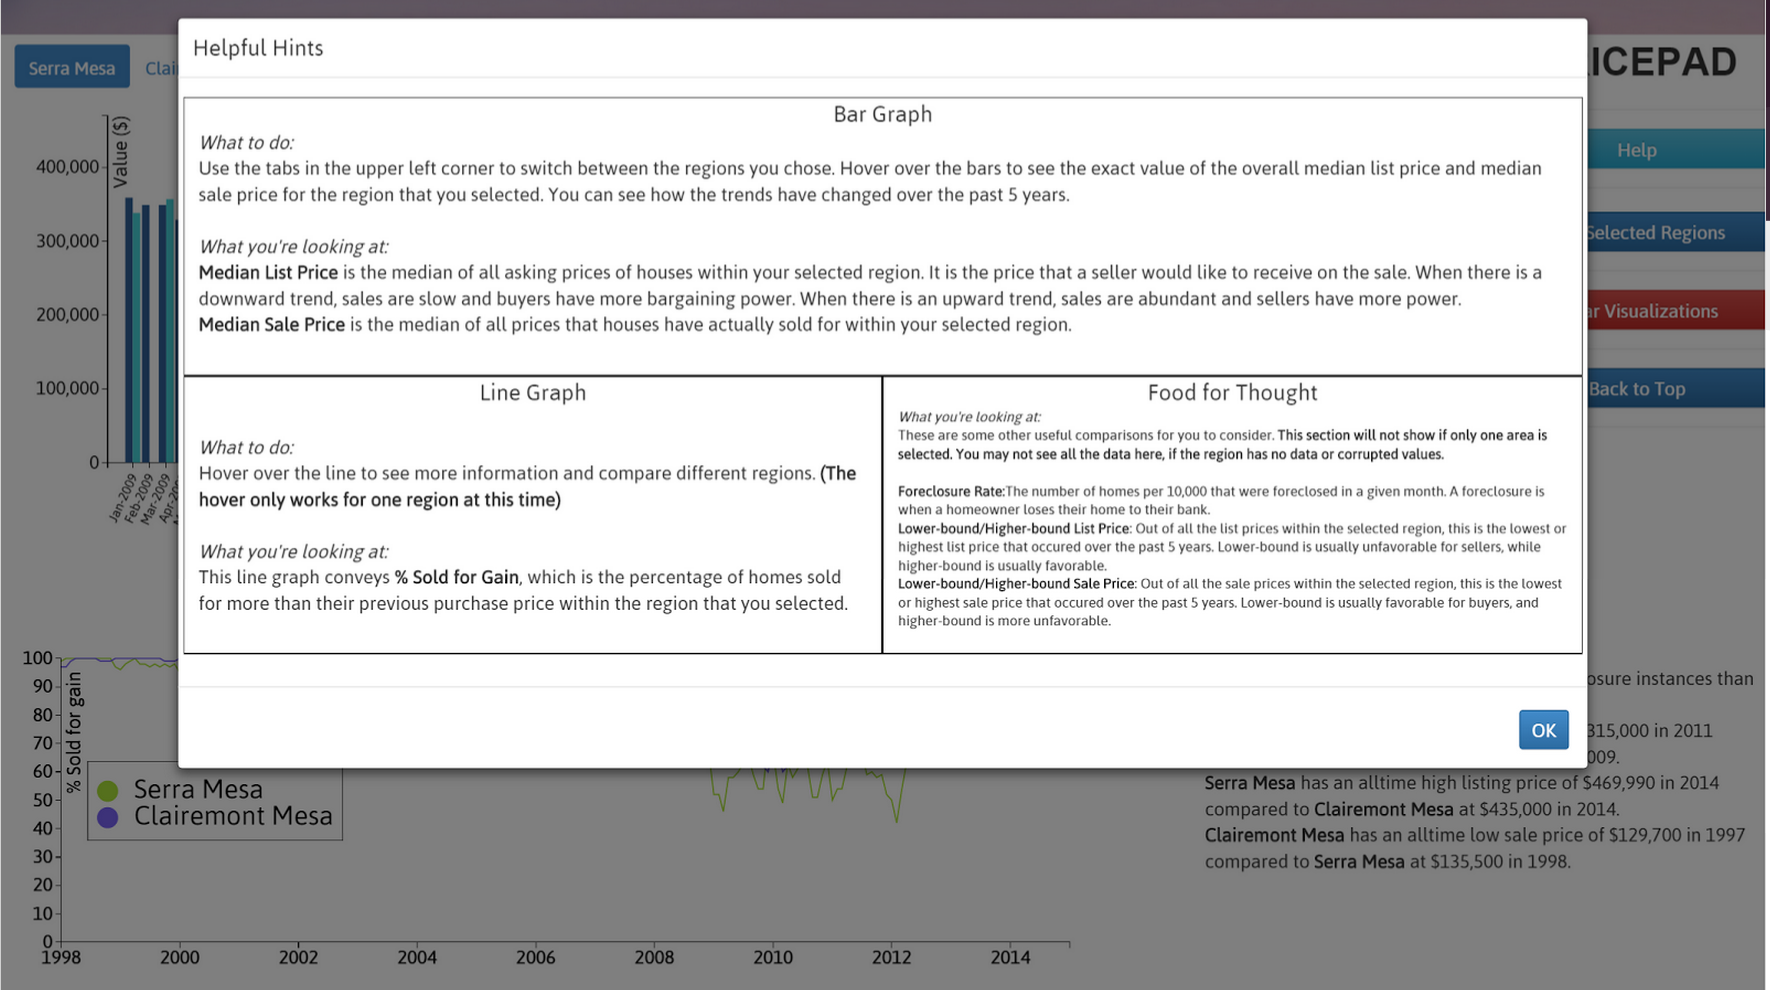 Helpful Hints
Serra Mesa
ICEPAD
Bar Graph
What to do:
Use the tabs in the upper left corner to switch between the regions you chose. Hover over the bars to see the exact value of the overall median list price and median
sale price for the region that you selected. You can see how the trends have changed over the past 5 years.
What you're looking at:
Median List Price is the median of all asking prices of houses within your selected region. It is the price that a seller would like to receive on the sale. When there is a
downward trend, sales are slow and buyers have more bargaining power. When there is an upward trend, sales are abundant and sellers have more power.
Median Sale Price is the median of all prices that houses have actually sold for within your selected region.
Line Graph
What to do:
Hover over the line to see more information and compare different regions. (The
hover only works for one region at this time)
What you're looking at:
This line graph conveys % Sold for Gain, which is the percentage of homes sold
for more than their previous purchase price within the region that you selected.
Food for Thought
What you're looking at:
These are some other useful comparisons for you to consider. This section will not show if only one area is
selected. You may not see all the data here, if the region has no data or corrupted values.
Foreclosure Rate:The number of homes per 10,000 that were foreclosed in a given month. A foreclosure is
when a homeowner loses their home to their bank.
Lower-bound/Higher-bound List Price: Out of all the list prices within the selected region, this is the lowest or
highest list price that occured over the past 5 years. Lower-bound is usually unfavorable for sellers, while
higher-bound is usually favorable.
Lower-bound/Higher-bound Sale Price: Out of all the sale prices within the selected region, this is the lowest
or highest sale price that occured over the past 5 years. Lower-bound is usually favorable for buyers, and
higher-bound is more unfavorable.
OK
Help
Selected Regions
Visualizations
Back to Top
Value ($)
400,000
300,000
200,000
100,000
0
Jan-2009
Feb-2009
Mar-2009
% Sold for gain
100
90
80
70
60
50
40
30
20
10
0
Serra Mesa
Clairemont Mesa
1998 2000 2002 2004 2006 2008 2010 2012 2014
instances than
315,000 in 2011
Serra Mesa has an alltime high listing price of $469,990 in 2014
compared to Clairemont Mesa at $435,000 in 2014.
Clairemont Mesa has an alltime low sale price of $129,700 in 1997
compared to Serra Mesa at $135,500 in 1998.